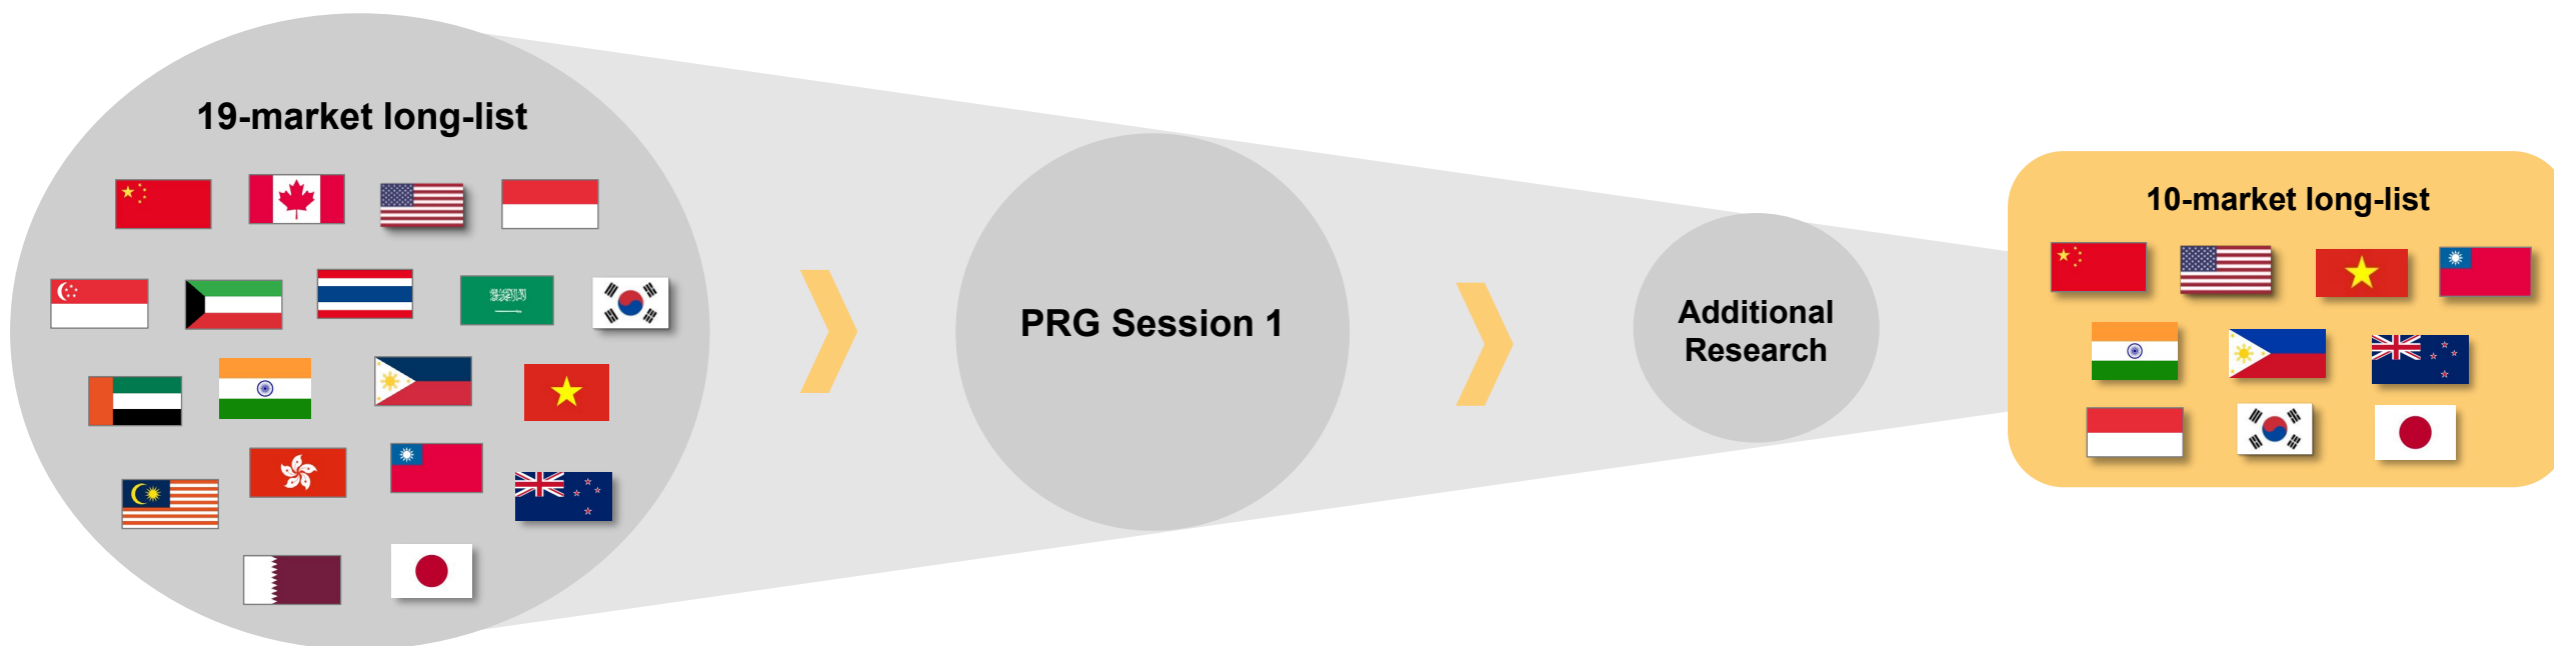 19-market long-list
PRG Session 1
Additional
Research
10-market long-list